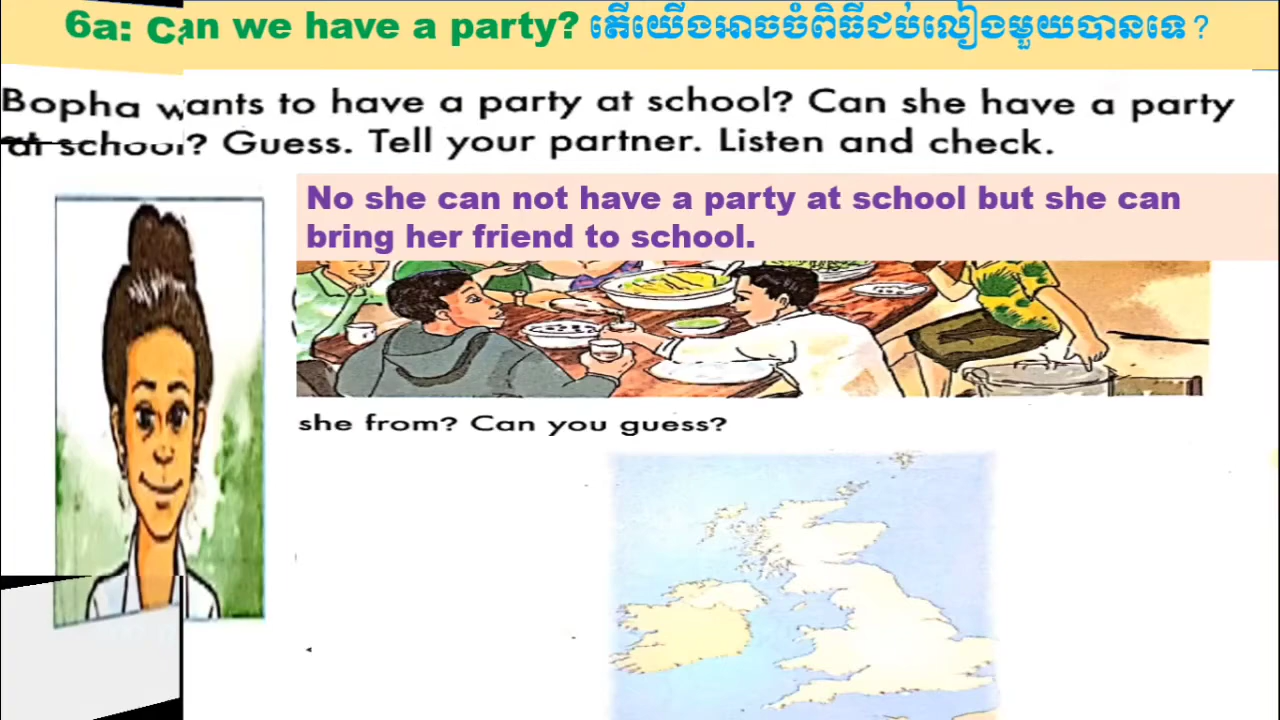 6a: Can we have a party? តើយើងអាចចំពិធីជប់លៀងមួយបានទេ?
Bopha wants to have a party at school? Can she have a party
at school? Guess. Tell your partner. Listen and check.
No she can not have a party at school but she can
bring her friend to school.
she from? Can you guess?